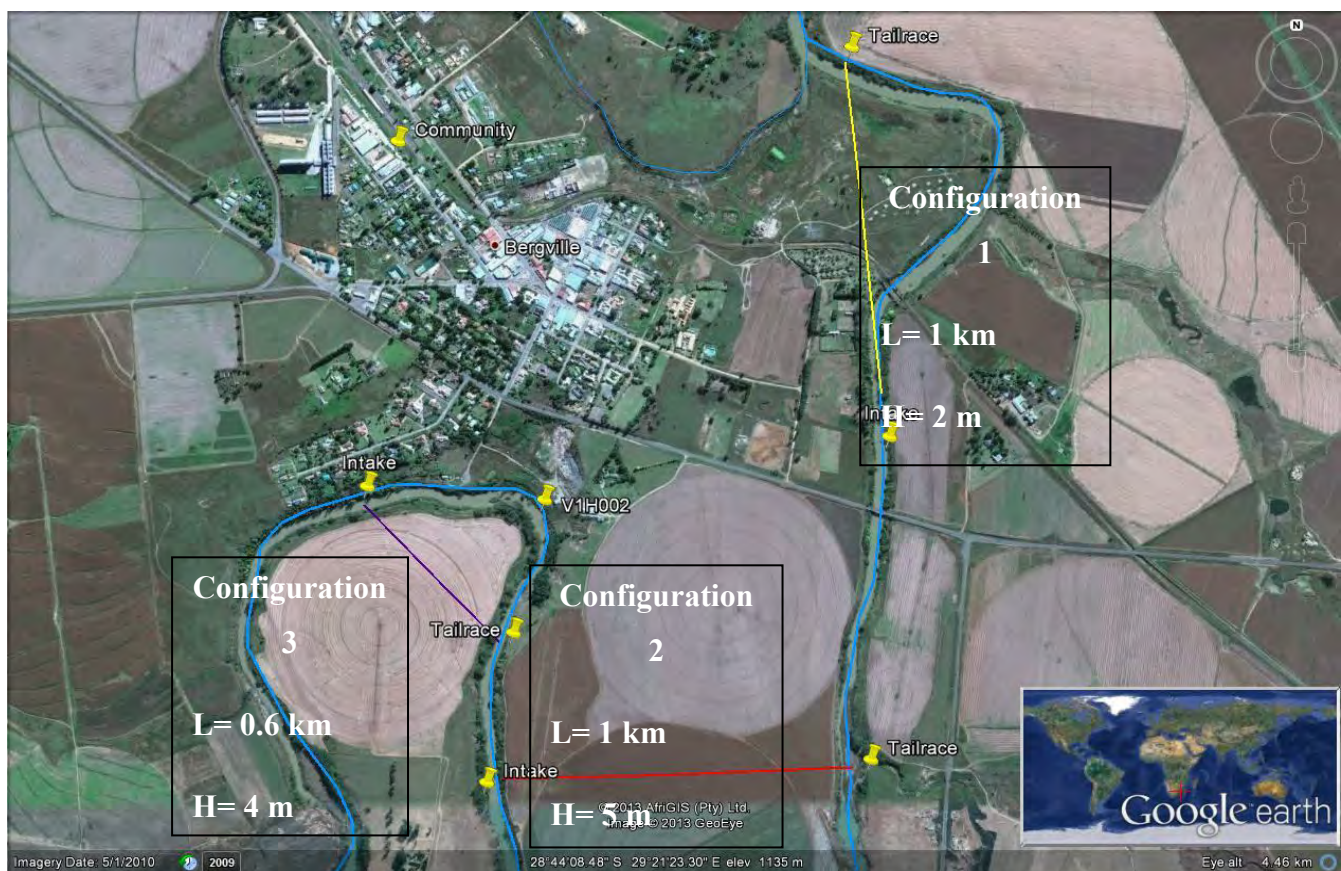 N
Tailrace
Community
Configuration
1
Bergville
L= 1 km
Intake
H= 2 m
Intake
V1H002
Configuration
3
L= 0.6 km
H= 4 m
Tailrace
Configuration
2
L= 1 km
H= 5 m
Intake
Tailrace
© 2013 AfriGIS (Pty) Ltd.
Image © 2013 GeoEye
Google earth
Imagery Date: 5/1/2010
2009
28°44'08.48" S 29°21'23.30" E elev 1135 m
Eye alt 4.46 km